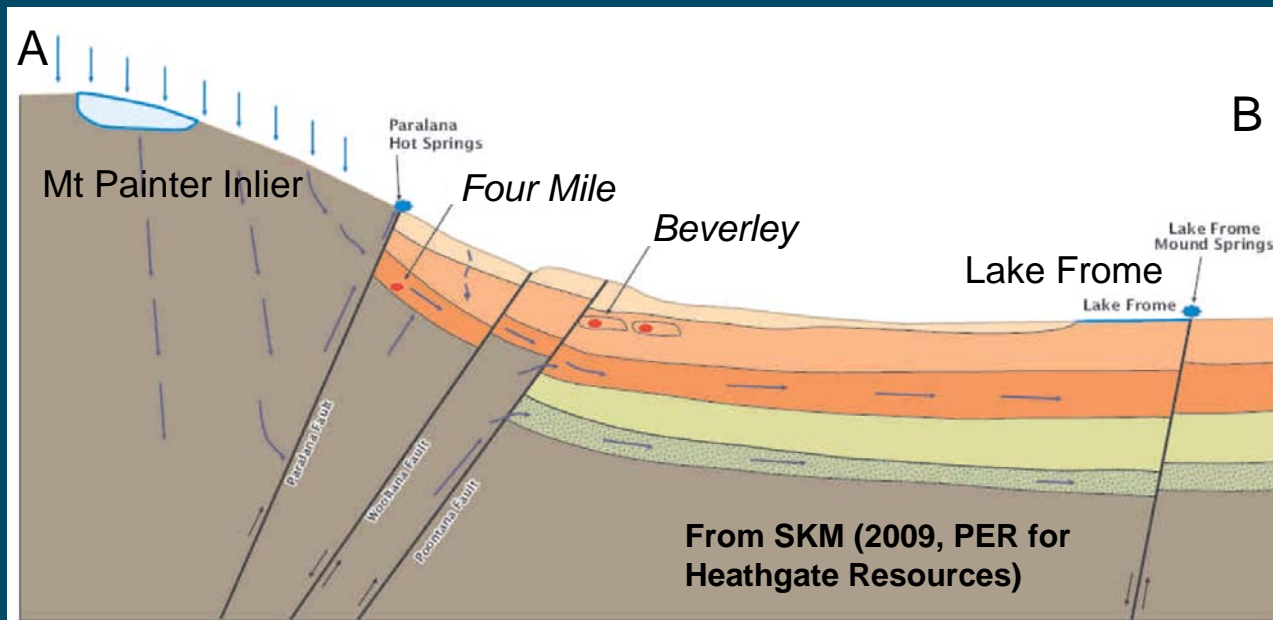 A
B
Paralana
Hot Springs
Mt Painter Inlier
Four Mile
Beverley
Lake Frome
Mound Springs
Lake Frome
Lake Frome
Paralana Fault
Wooltana Fault
Poontana Fault
From SKM (2009, PER for
Heathgate Resources)